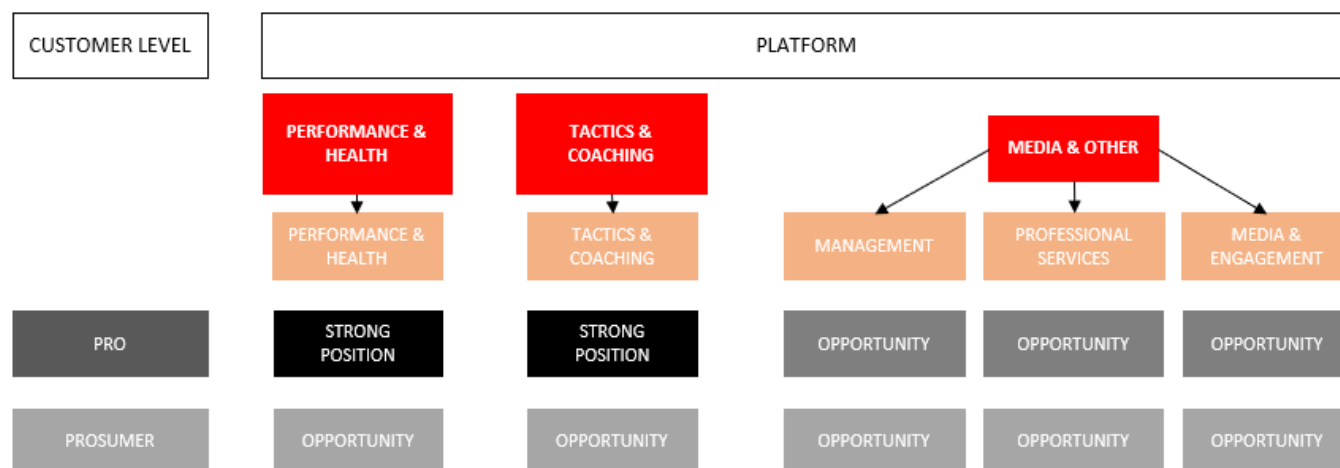 CUSTOMER LEVEL
PLATFORM
PERFORMANCE &
HEALTH
TACTICS &
COACHING
MEDIA & OTHER
PERFORMANCE &
HEALTH
TACTICS &
COACHING
MANAGEMENT
PROFESSIONAL
SERVICES
MEDIA &
ENGAGEMENT
PRO
STRONG
POSITION
STRONG
POSITION
OPPORTUNITY
OPPORTUNITY
OPPORTUNITY
PROSUMER
OPPORTUNITY
OPPORTUNITY
OPPORTUNITY
OPPORTUNITY
OPPORTUNITY